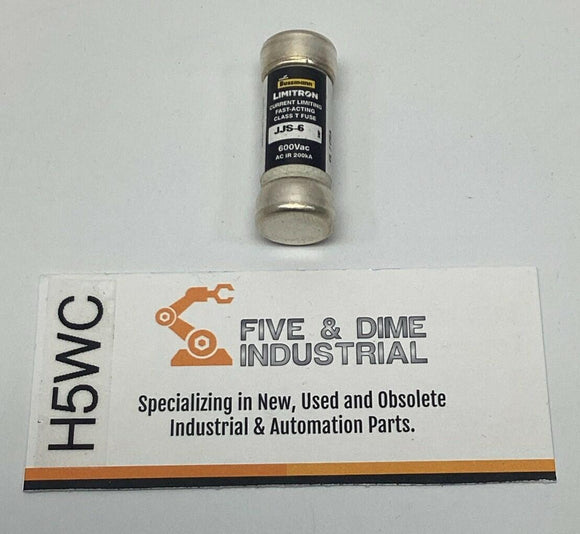 Bussmann
LIMITRON
CURRENT LIMITING
FAST-ACTING
CLASS T FUSE
JJS-6
600Vac
AC IR 200kA
H5WC
FIVE & DIME
INDUSTRIAL
Specializing in New, Used and Obsolete
Industrial & Automation Parts.